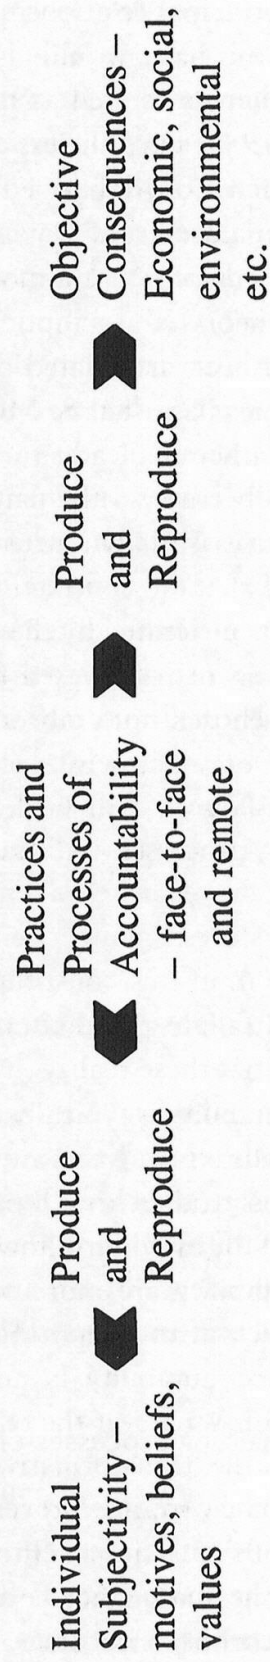 Individual
Subjectivity –
motives, beliefs,
values
Produce
and
Reproduce
Practices and
Processes of
Accountability
– face-to-face
and remote
Produce
and
Reproduce
Objective
Consequences –
Economic, social,
environmental
etc.